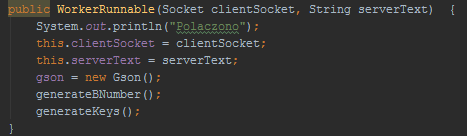 public WorkerRunnable(Socket clientSocket, String serverText)  {
    System.out.println("Polaczono");
    this.clientSocket = clientSocket;
    this.serverText = serverText;
    gson = new Gson();
    generateBNumber();
    generateKeys();
}